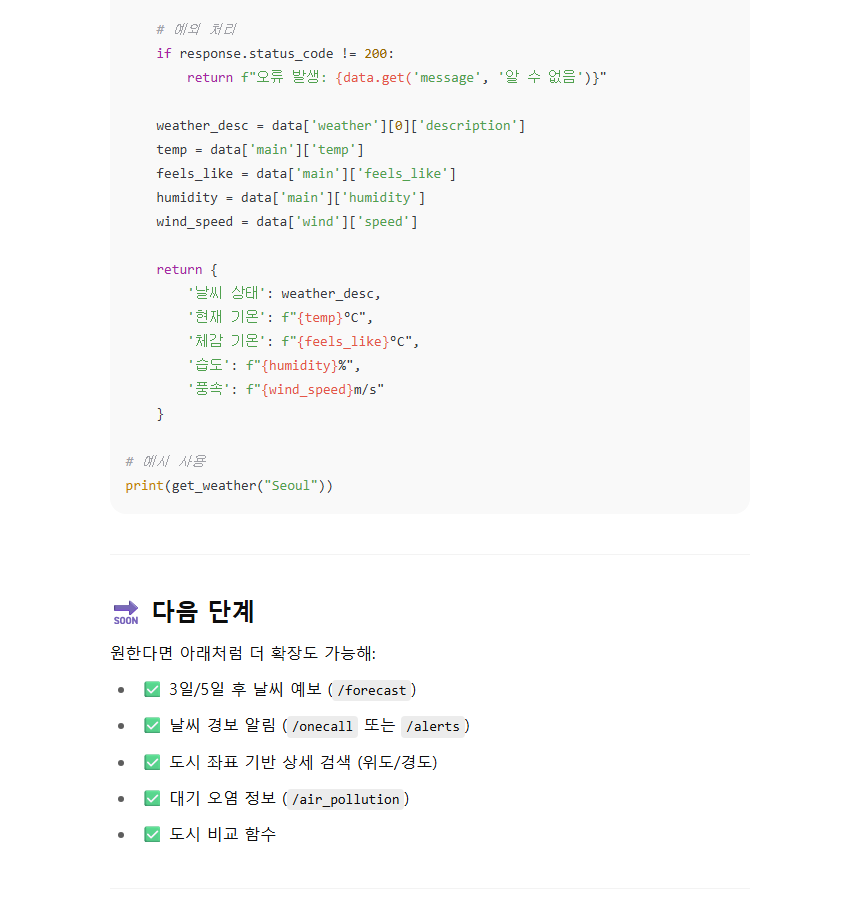 # 예외 처리
if response.status_code != 200:
return f"오류 발생: {data.get('message', '알 수 없음')}"
weather_desc = data['weather'][0]['description']
temp = data['main']['temp']
feels_like = data['main']['feels_like']
humidity = data['main']['humidity']
wind_speed = data['wind']['speed']
return {
'날씨 상태': weather_desc,
'현재 기온': f"{temp}°C",
'체감 기온': f"{feels_like}°C",
'습도': f"{humidity}%",
'풍속': f"{wind_speed}m/s"
}
# 예시 사용
print(get_weather("Seoul"))
SOON 다음 단계
원한다면 아래처럼 더 확장도 가능해:
3일/5일 후 날씨 예보 (/forecast)
날씨 경보 알림 (/onecall 또는 /alerts)
도시 좌표 기반 상세 검색 (위도/경도)
대기 오염 정보 (/air_pollution)
도시 비교 함수